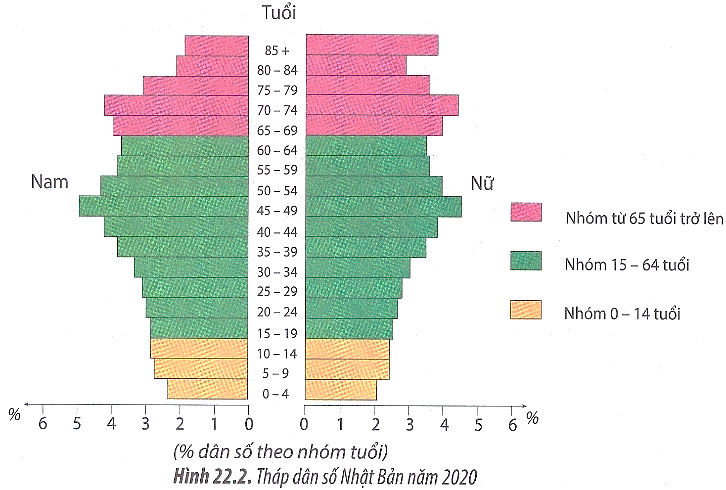 Tuổi
85 +
80 – 84
75 – 79
70 – 74
65 – 69
60 – 64
55 – 59
50 – 54
45 – 49
40 – 44
35 – 39
30 – 34
25 – 29
20 – 24
15 – 19
10 – 14
5 – 9
0 – 4
Nam
Nữ
Nhóm từ 65 tuổi trở lên
Nhóm 15 – 64 tuổi
Nhóm 0 – 14 tuổi
% 6 5 4 3 2 1 0 0 1 2 3 4 5 6 %
(% dân số theo nhóm tuổi)
Hình 22.2. Tháp dân số Nhật Bản năm 2020